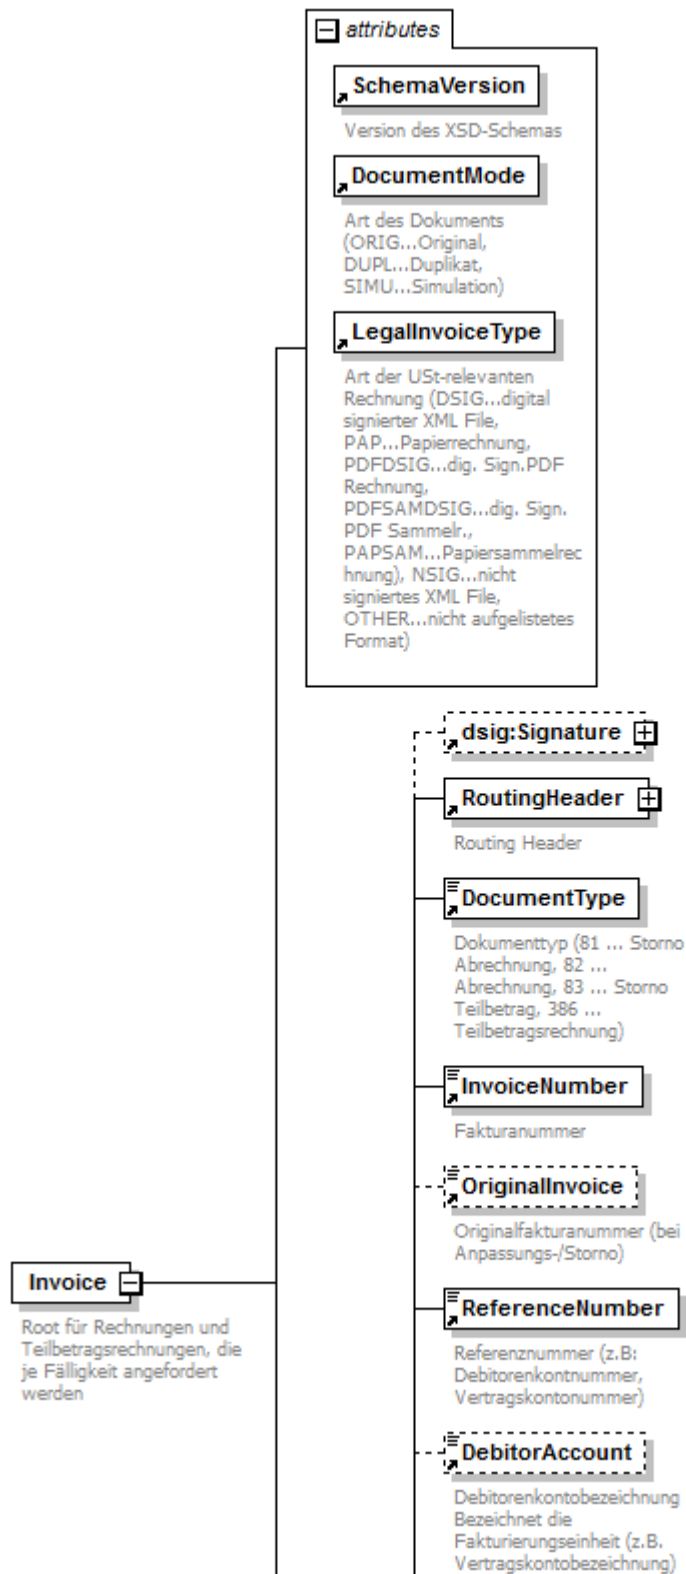 attributes
SchemaVersion
Version des XSD-Schemas
DocumentMode
Art des Dokuments
(ORIG...Original,
DUPL...Duplikat,
SIMU...Simulation)
LegalInvoiceType
Art der USt-relevanten
Rechnung (DSIG...digital
signierter XML File,
PAP...Papierrechnung,
PDFDSIG...dig. Sign.PDF
Rechnung,
PDFSAMDSIG...dig. Sign.
PDF Sammelr.,
PAPSAM...Papiersammelrec
hnung), NSIG...nicht
signiertes XML File,
OTHER...nicht aufgelistetes
Format)
dsig:Signature
RoutingHeader
Routing Header
DocumentType
Dokumenttyp (81 ... Storno
Abrechnung, 82 ...
Abrechnung, 83 ... Storno
Teilbetrag, 386 ...
Teilbetragsrechnung)
InvoiceNumber
Fakturanummer
OriginalInvoice
Originalfakturanummer (bei
Anpassungs-/Storno)
Invoice
Root für Rechnungen und
Teilbetragsrechnungen, die
je Fälligkeit angefordert
werden
ReferenceNumber
Referenznummer (z.B:
Debitorenkontnummer,
Vertragskontonummer)
DebitorAccount
Debitorenkontobezeichnung
Bezeichnet die
Fakturierungseinheit (z.B.
Vertragskontobezeichnung)